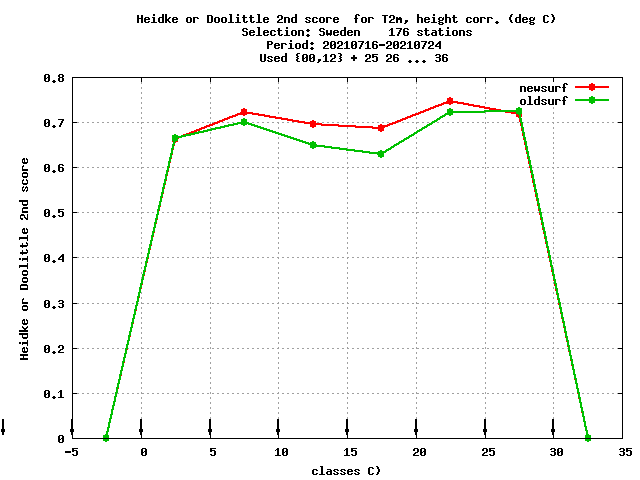 Heidke or Doolittle 2nd score  for T2m, height corr. (deg C)
Selection: Sweden    176 stations
Period: 20210716-20210724
Used {00,12} + 25 26 ... 36
newsurf
oldsurf
Heidke or Doolittle 2nd score
0.8
0.7
0.6
0.5
0.4
0.3
0.2
0.1
0
-5 0 5 10 15 20 25 30 35
classes C)